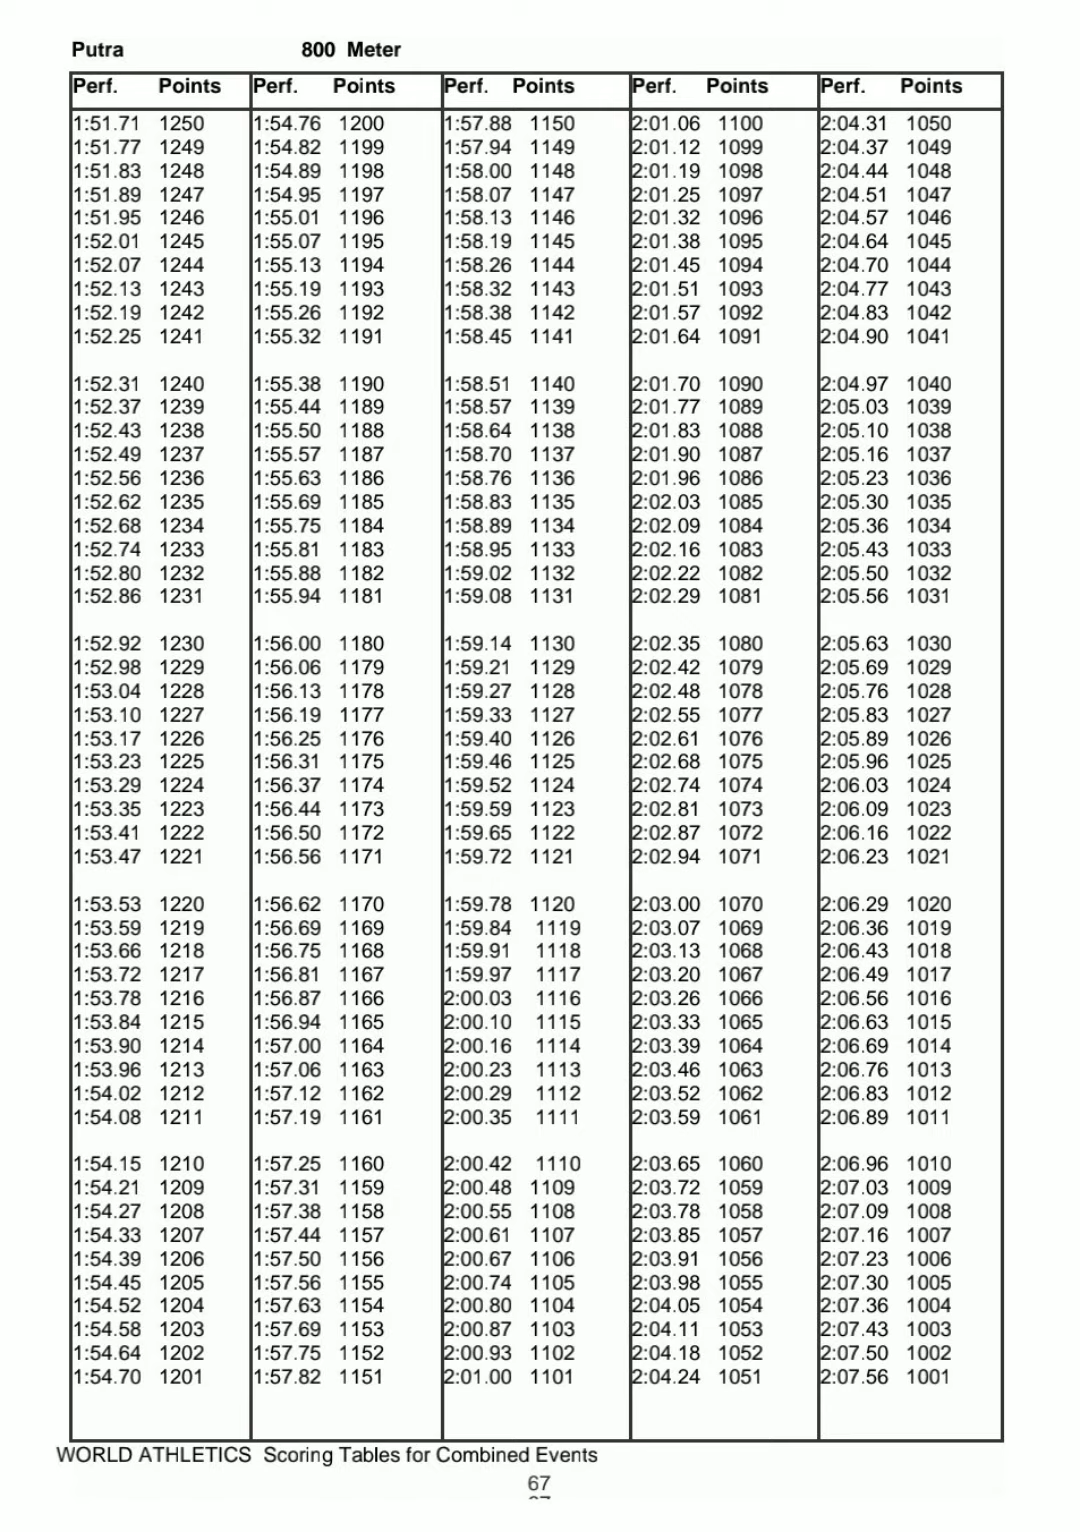 Putra 800 Meter
Perf. Points Perf. Points Perf. Points Perf. Points Perf. Points
1:51.71 1250 1:54.76 1200 1:57.88 1150 2:01.06 1100 2:04.31 1050
1:51.77 1249 1:54.82 1199 1:57.94 1149 2:01.12 1099 2:04.37 1049
1:51.83 1248 1:54.89 1198 1:58.00 1148 2:01.19 1098 2:04.44 1048
1:51.89 1247 1:54.95 1197 1:58.07 1147 2:01.25 1097 2:04.51 1047
1:51.95 1246 1:55.01 1196 1:58.13 1146 2:01.32 1096 2:04.57 1046
1:52.01 1245 1:55.07 1195 1:58.19 1145 2:01.38 1095 2:04.64 1045
1:52.07 1244 1:55.13 1194 1:58.26 1144 2:01.45 1094 2:04.70 1044
1:52.13 1243 1:55.19 1193 1:58.32 1143 2:01.51 1093 2:04.77 1043
1:52.19 1242 1:55.26 1192 1:58.38 1142 2:01.57 1092 2:04.83 1042
1:52.25 1241 1:55.32 1191 1:58.45 1141 2:01.64 1091 2:04.90 1041
1:52.31 1240 1:55.38 1190 1:58.51 1140 2:01.70 1090 2:04.97 1040
1:52.37 1239 1:55.44 1189 1:58.57 1139 2:01.77 1089 2:05.03 1039
1:52.43 1238 1:55.50 1188 1:58.64 1138 2:01.83 1088 2:05.10 1038
1:52.49 1237 1:55.57 1187 1:58.70 1137 2:01.90 1087 2:05.16 1037
1:52.56 1236 1:55.63 1186 1:58.76 1136 2:01.96 1086 2:05.23 1036
1:52.62 1235 1:55.69 1185 1:58.83 1135 2:02.03 1085 2:05.30 1035
1:52.68 1234 1:55.75 1184 1:58.89 1134 2:02.09 1084 2:05.36 1034
1:52.74 1233 1:55.81 1183 1:58.95 1133 2:02.16 1083 2:05.43 1033
1:52.80 1232 1:55.88 1182 1:59.02 1132 2:02.22 1082 2:05.50 1032
1:52.86 1231 1:55.94 1181 1:59.08 1131 2:02.29 1081 2:05.56 1031
1:52.92 1230 1:56.00 1180 1:59.14 1130 2:02.35 1080 2:05.63 1030
1:52.98 1229 1:56.06 1179 1:59.21 1129 2:02.42 1079 2:05.69 1029
1:53.04 1228 1:56.13 1178 1:59.27 1128 2:02.48 1078 2:05.76 1028
1:53.10 1227 1:56.19 1177 1:59.33 1127 2:02.55 1077 2:05.83 1027
1:53.17 1226 1:56.25 1176 1:59.40 1126 2:02.61 1076 2:05.89 1026
1:53.23 1225 1:56.31 1175 1:59.46 1125 2:02.68 1075 2:05.96 1025
1:53.29 1224 1:56.37 1174 1:59.52 1124 2:02.74 1074 2:06.03 1024
1:53.35 1223 1:56.44 1173 1:59.59 1123 2:02.81 1073 2:06.09 1023
1:53.41 1222 1:56.50 1172 1:59.65 1122 2:02.87 1072 2:06.16 1022
1:53.47 1221 1:56.56 1171 1:59.72 1121 2:02.94 1071 2:06.23 1021
1:53.53 1220 1:56.62 1170 1:59.78 1120 2:03.00 1070 2:06.29 1020
1:53.59 1219 1:56.69 1169 1:59.84 1119 2:03.07 1069 2:06.36 1019
1:53.66 1218 1:56.75 1168 1:59.91 1118 2:03.13 1068 2:06.43 1018
1:53.72 1217 1:56.81 1167 1:59.97 1117 2:03.20 1067 2:06.49 1017
1:53.78 1216 1:56.87 1166 2:00.03 1116 2:03.26 1066 2:06.56 1016
1:53.84 1215 1:56.94 1165 2:00.10 1115 2:03.33 1065 2:06.63 1015
1:53.90 1214 1:57.00 1164 2:00.16 1114 2:03.39 1064 2:06.69 1014
1:53.96 1213 1:57.06 1163 2:00.23 1113 2:03.46 1063 2:06.76 1013
1:54.02 1212 1:57.12 1162 2:00.29 1112 2:03.52 1062 2:06.83 1012
1:54.08 1211 1:57.19 1161 2:00.35 1111 2:03.59 1061 2:06.89 1011
1:54.15 1210 1:57.25 1160 2:00.42 1110 2:03.65 1060 2:06.96 1010
1:54.21 1209 1:57.31 1159 2:00.48 1109 2:03.72 1059 2:07.03 1009
1:54.27 1208 1:57.38 1158 2:00.55 1108 2:03.78 1058 2:07.09 1008
1:54.33 1207 1:57.44 1157 2:00.61 1107 2:03.85 1057 2:07.16 1007
1:54.39 1206 1:57.50 1156 2:00.67 1106 2:03.91 1056 2:07.23 1006
1:54.45 1205 1:57.56 1155 2:00.74 1105 2:03.98 1055 2:07.30 1005
1:54.52 1204 1:57.63 1154 2:00.80 1104 2:04.05 1054 2:07.36 1004
1:54.58 1203 1:57.69 1153 2:00.87 1103 2:04.11 1053 2:07.43 1003
1:54.64 1202 1:57.75 1152 2:00.93 1102 2:04.18 1052 2:07.50 1002
1:54.70 1201 1:57.82 1151 2:01.00 1101 2:04.24 1051 2:07.56 1001
WORLD ATHLETICS Scoring Tables for Combined Events
67